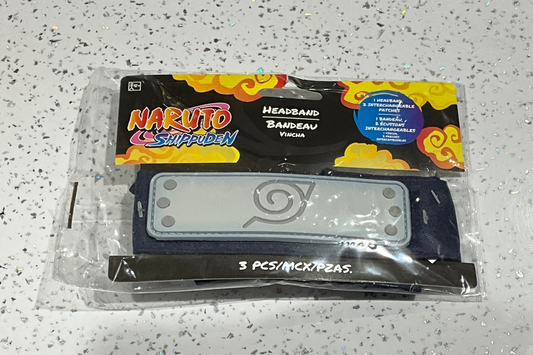 NARUTO
SHIPPUDEN
HEADBAND
BANDEAU
VINCHA
1 HEADBAND,
2 INTERCHANGEABLE
PATCHES
1 BANDEAU,
2 ÉCUSSONS
INTERCHANGEABLES
3 PCS/MCX/PZAS.